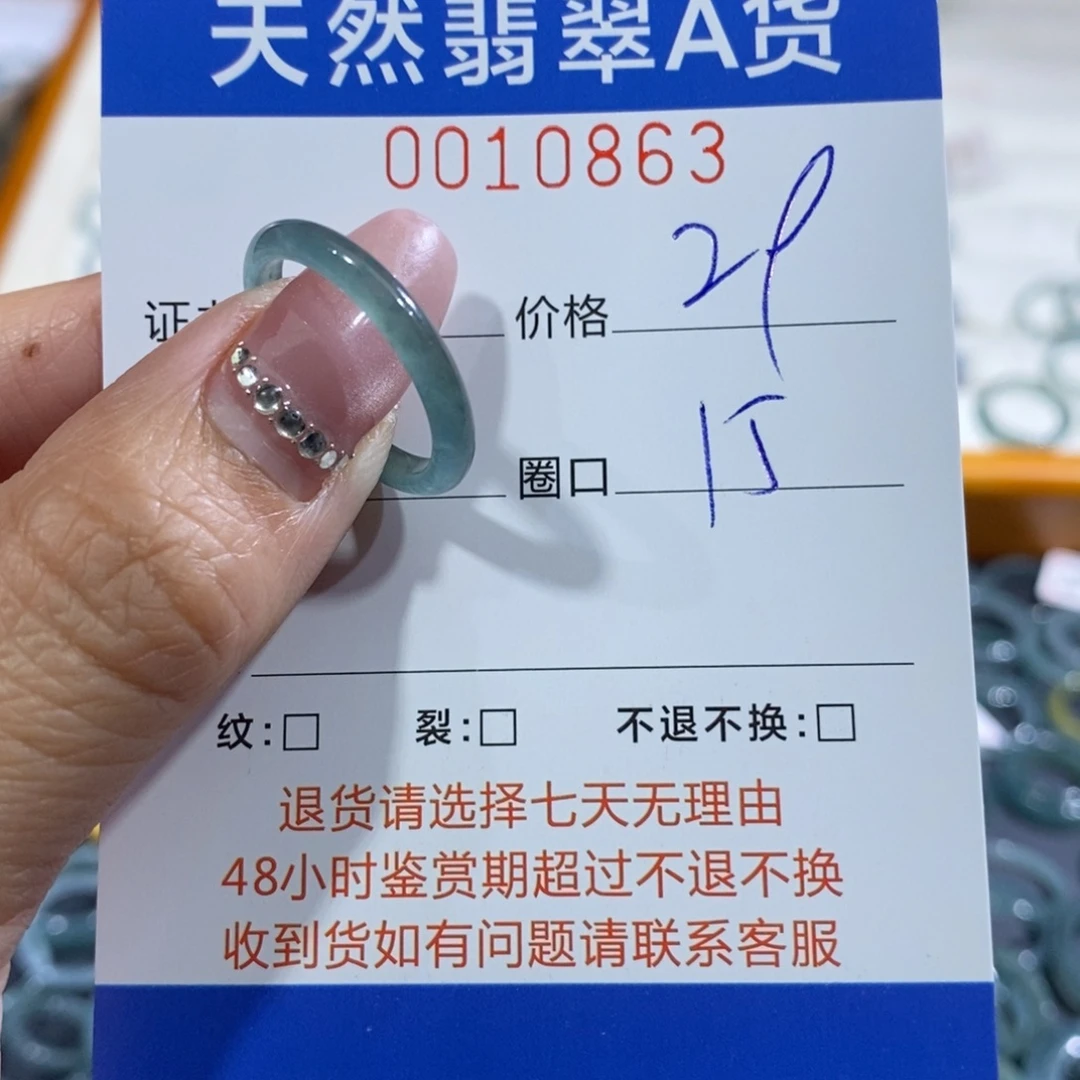 天然翡翠A货
0010863
证
价格 29
圈口 15
纹:□ 裂:□ 不退不换:□
退货请选择七天无理由
48小时鉴赏期超过不退不换
收到货如有问题请联系客服